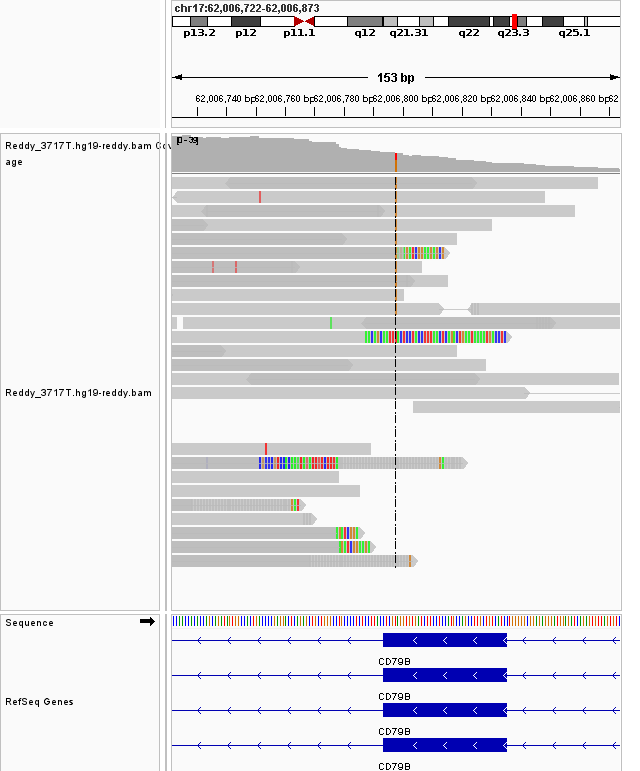 chr17:62,006,722-62,006,873
p13.2 p12 p11.1 q12 q21.31 q22 q23.3 q25.1
153 bp
62,006,740 bp 62,006,760 bp 62,006,780 bp 62,006,800 bp 62,006,820 bp 62,006,840 bp 62,006,860 bp 62
Reddy_3717T.hg19-reddy.bam Cov
age
Reddy_3717T.hg19-reddy.bam
Sequence
CD79B
CD79B
RefSeq Genes
CD79B
CD79B